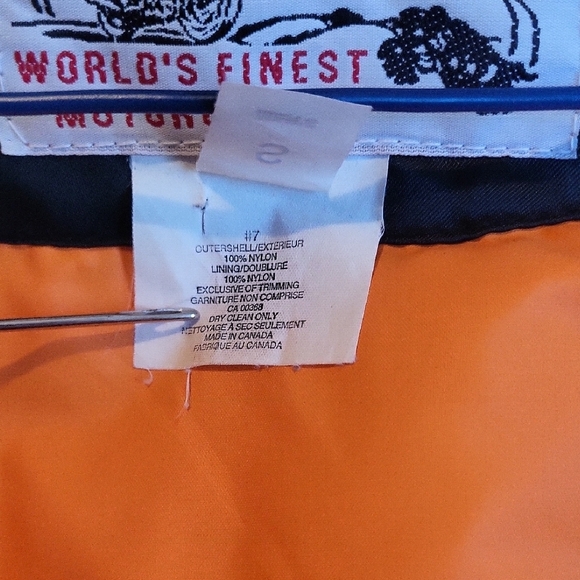 WORLD'S FINEST
S
#7
OUTERSHELL/EXTERIEUR
100% NYLON
LINING/DOUBLURE
100% NYLON
EXCLUSIVE OF TRIMMING
GARNITURE NON COMPRISE
CA 00368
DRY CLEAN ONLY
NETTOYAGE À SEC SEULEMENT
MADE IN CANADA
FABRIQUE AU CANADA